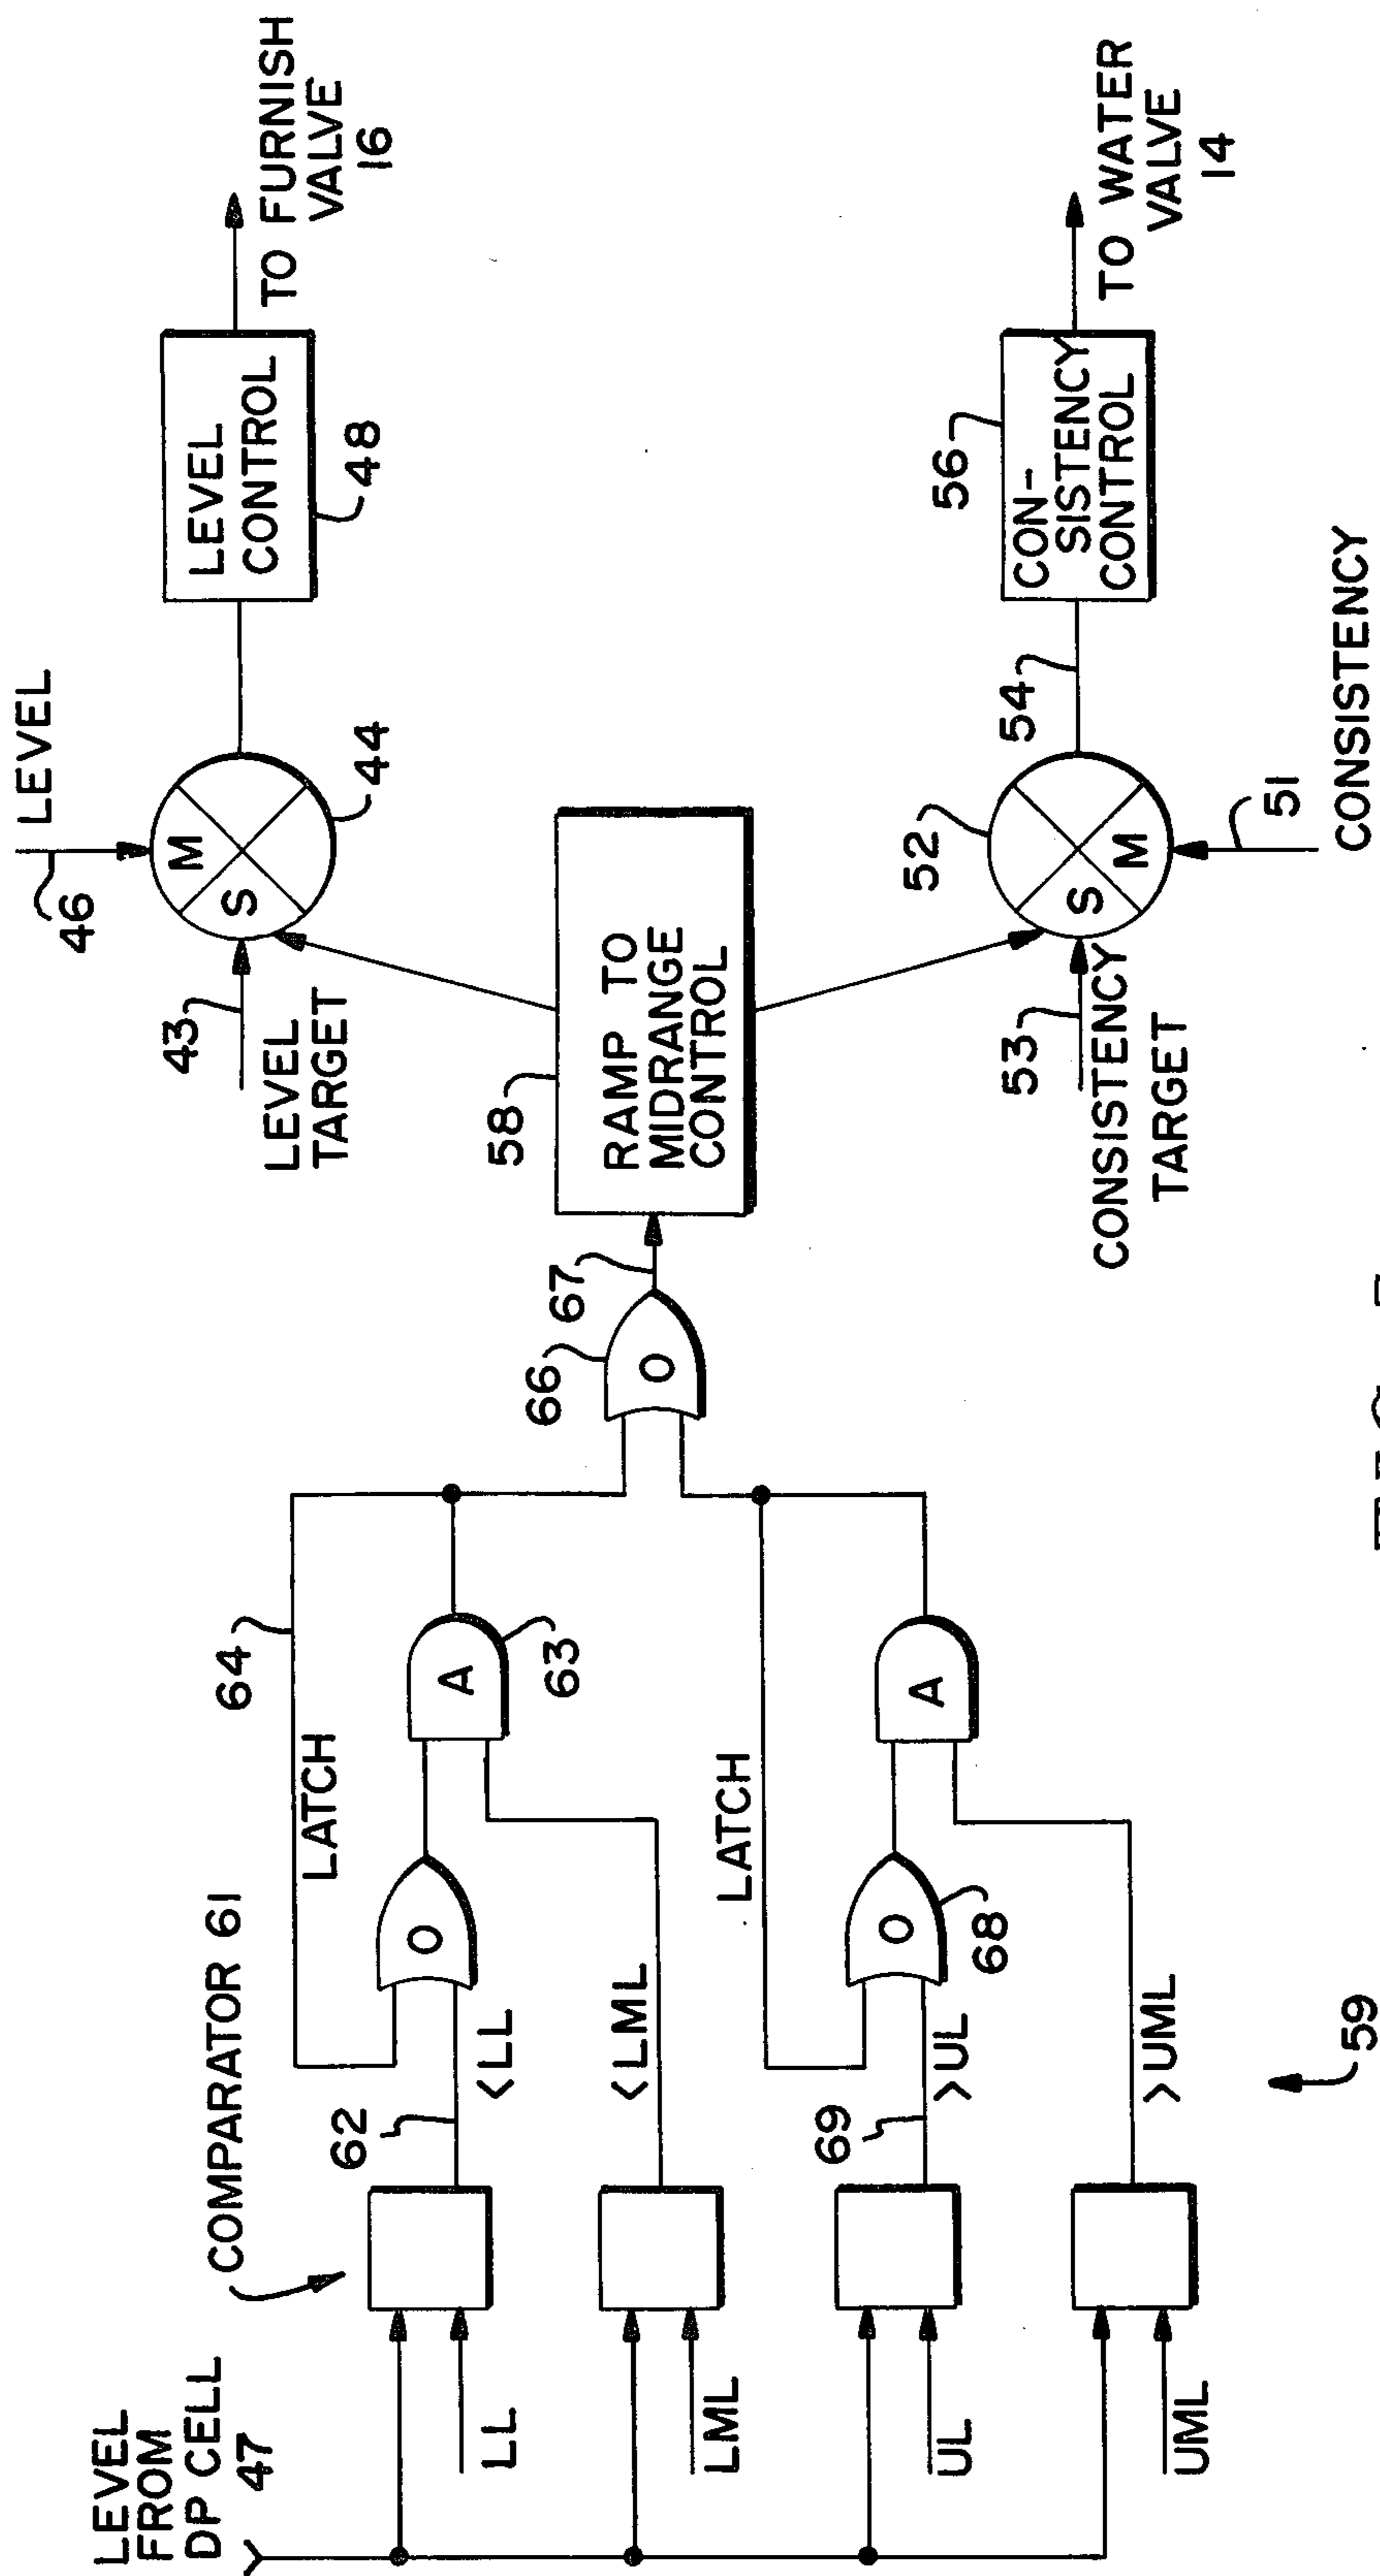 LEVEL
FROM
DP CELL
47
COMPARATOR 61
LL
LML
UL
UML
62
<LL
<LML
69
>UL
>UML
59
64
LATCH
O
A
63
LATCH
O
68
A
66
O
67
58
RAMP TO
MIDRANGE
CONTROL
LEVEL
46
43
LEVEL
TARGET
M
S
44
LEVEL
CONTROL
48
TO FURNISH
VALVE
16
53
CONSISTENCY
TARGET
52
S
M
51
CONSISTENCY
54
56
CON-
SISTENCY
CONTROL
TO WATER
VALVE
14